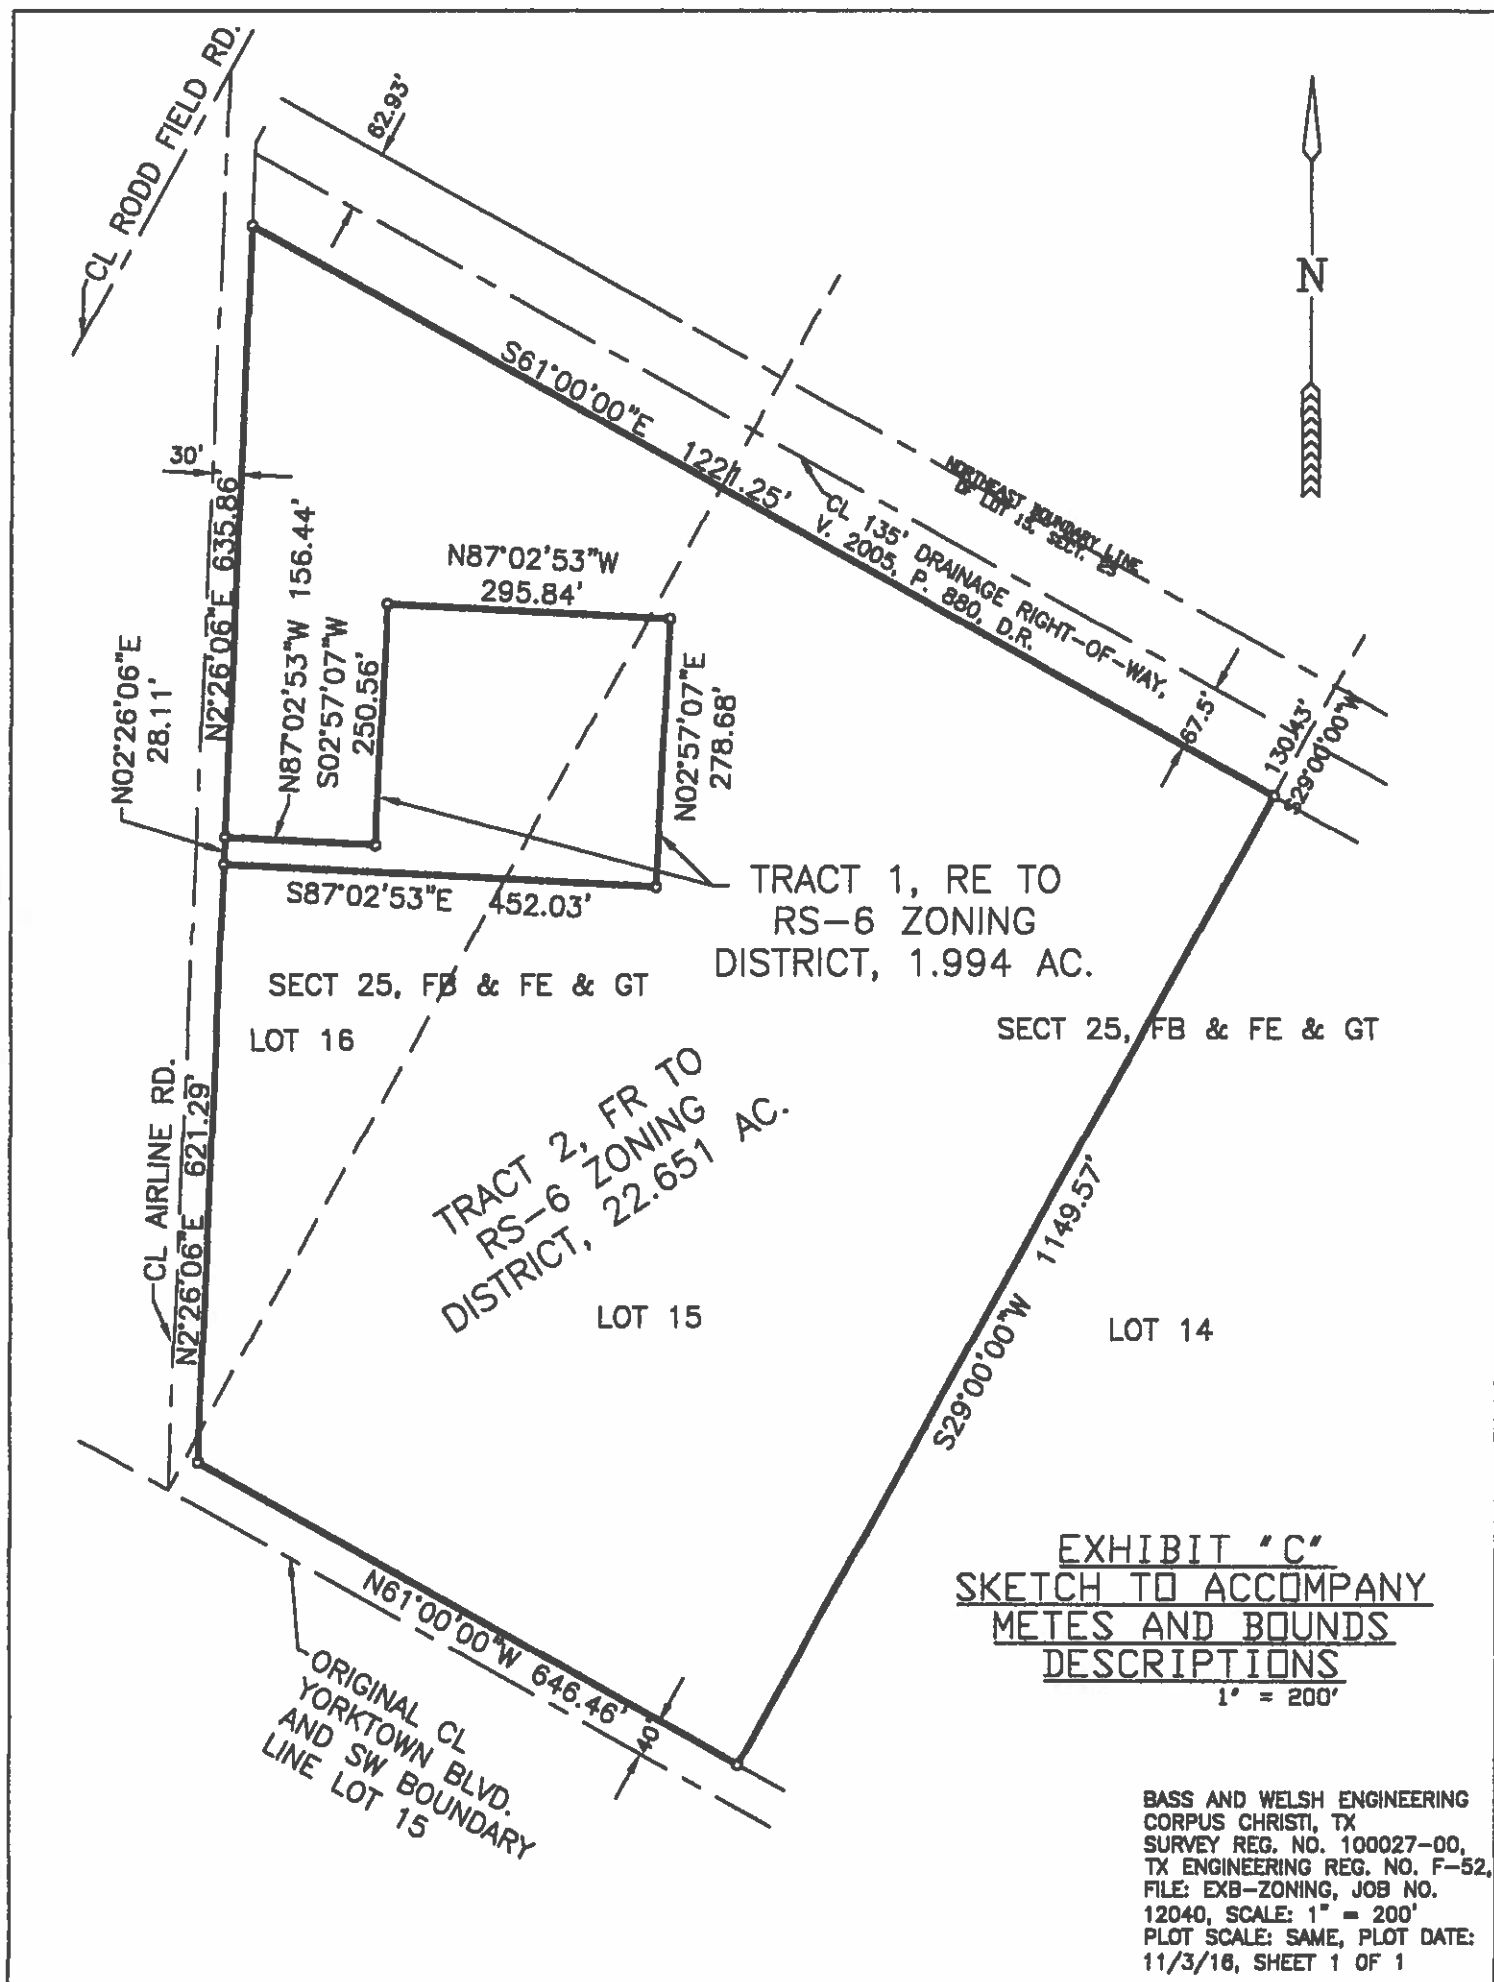 CL RODD FIELD RD.
62.93'
N
S61°00'00"E 1221.25'
30'
N2°26'06"E 635.86'
N87°02'53"W 156.44'
S02°57'07"W
250.56'
N87°02'53"W
295.84'
N02°57'07"E
278.68'
N02°26'06"E
28.11'
S87°02'53"E 452.03'
CL 135' DRAINAGE RIGHT-OF-WAY,
V. 2005, P. 880, D.R.
NORTHEAST BOUNDARY LINE
OF LOT 15, SECT. 25
67.5'
130.43'
S29°00'00"W
TRACT 1, RE TO
RS-6 ZONING
DISTRICT, 1.994 AC.
SECT 25, FB & FE & GT
LOT 16
SECT 25, FB & FE & GT
CL AIRLINE RD.
N2°26'06"E 621.29'
TRACT 2, FR TO
RS-6 ZONING
DISTRICT, 22.651 AC.
LOT 15
S29°00'00"W 1149.57'
LOT 14
N61°00'00"W 646.46'
40'
ORIGINAL CL
YORKTOWN BLVD.
AND SW BOUNDARY
LINE LOT 15
EXHIBIT "C"
SKETCH TO ACCOMPANY
METES AND BOUNDS
DESCRIPTIONS
1" = 200'
BASS AND WELSH ENGINEERING
CORPUS CHRISTI, TX
SURVEY REG. NO. 100027-00,
TX ENGINEERING REG. NO. F-52,
FILE: EXB-ZONING, JOB NO.
12040, SCALE: 1" = 200'
PLOT SCALE: SAME, PLOT DATE:
11/3/16, SHEET 1 OF 1